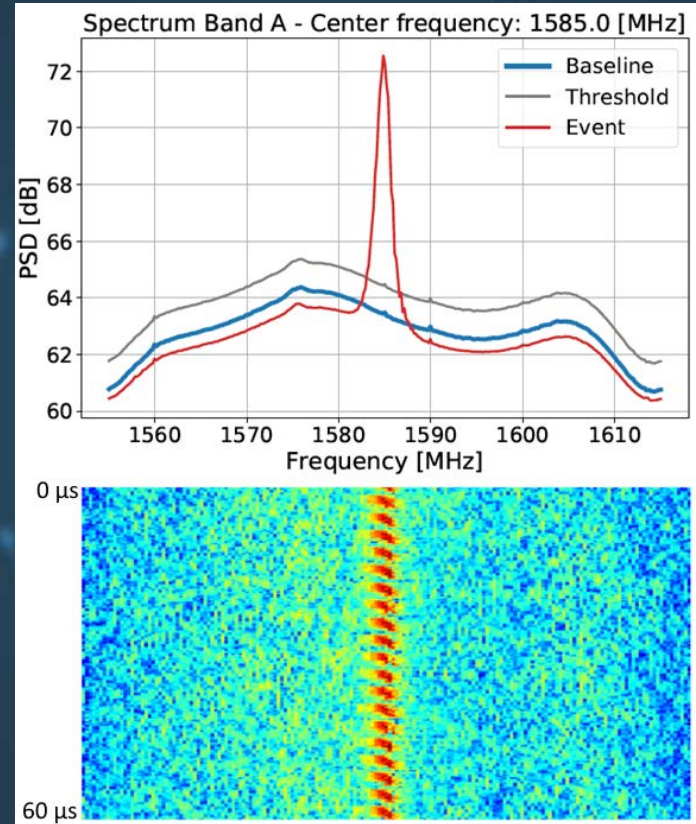 Spectrum Band A - Center frequency: 1585.0 [MHz]
72
70
68
66
64
62
60
PSD [dB]
Baseline
Threshold
Event
1560 1570 1580 1590 1600 1610
Frequency [MHz]
0 µs
60 µs